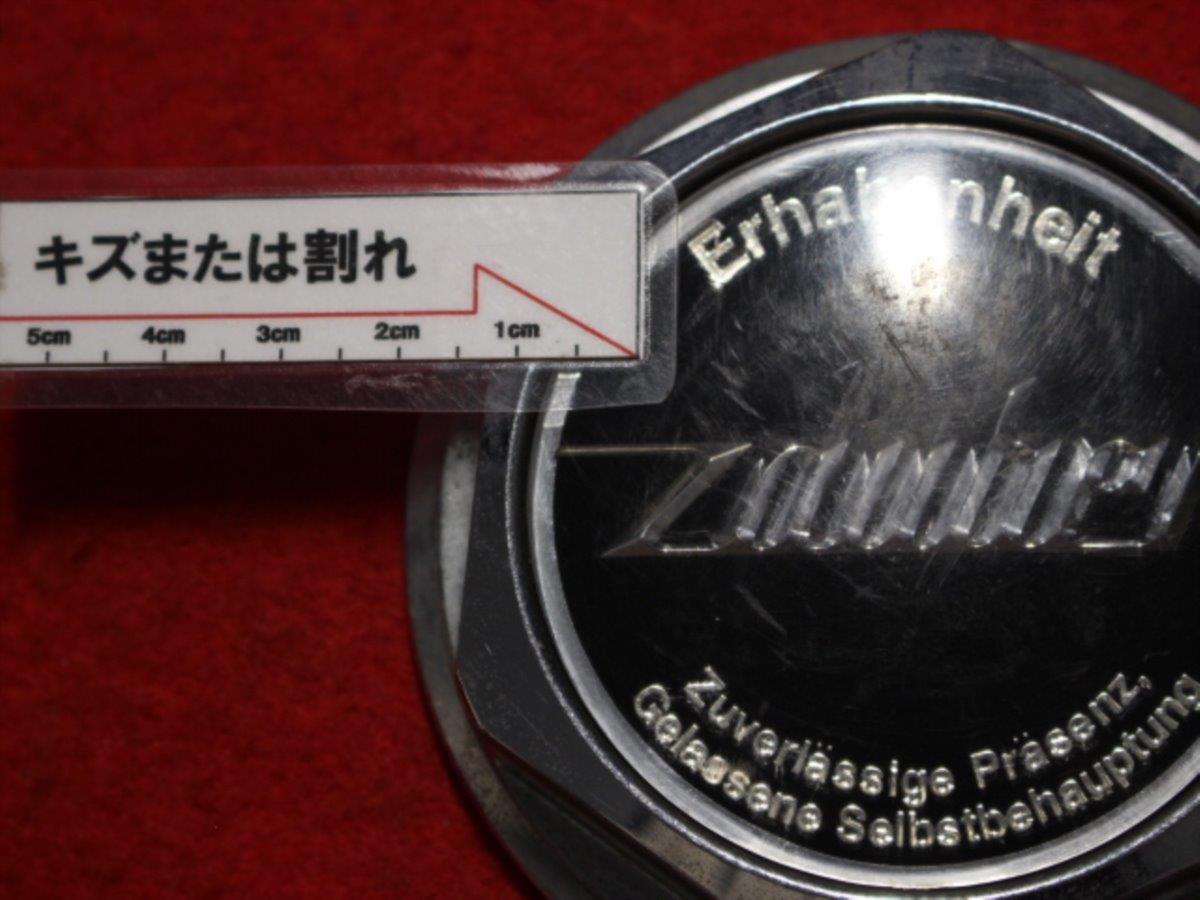 キズまたは割れ
5cm 4cm 3cm 2cm 1cm
Erhabenheit
Zuverlässige Präsenz,
Gelassene Selbstbehauptung